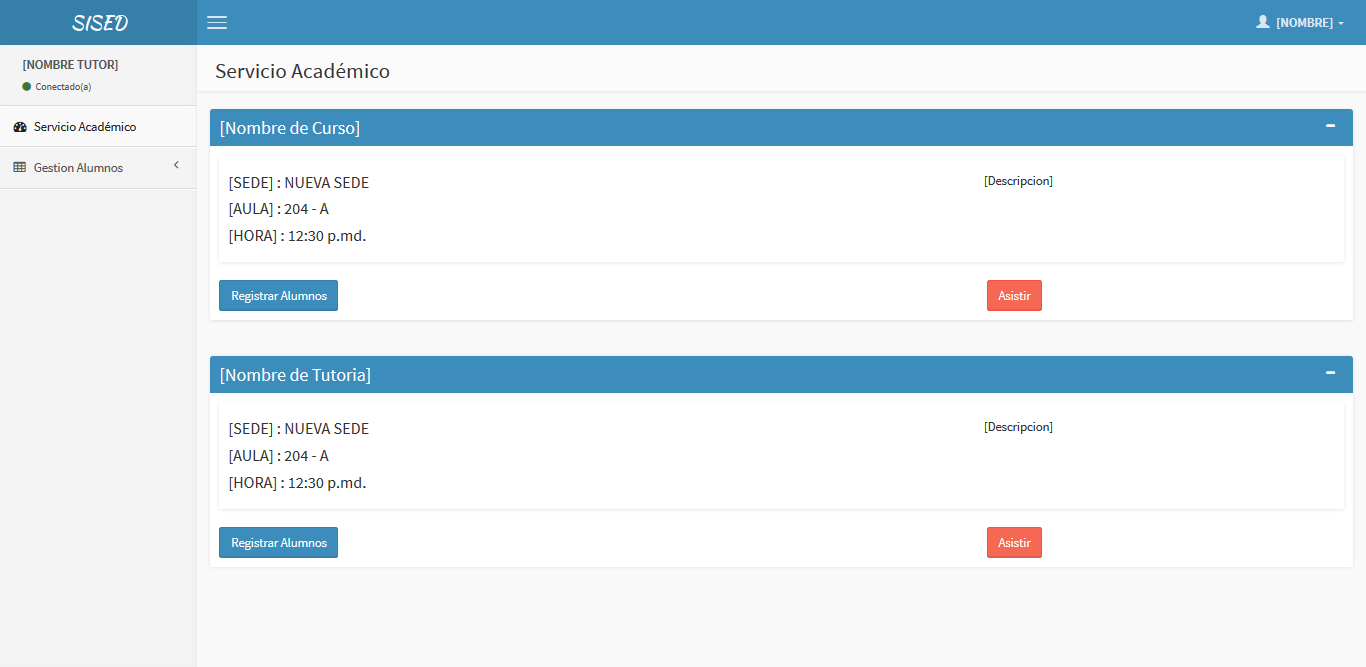 SISED
[NOMBRE]
[NOMBRE TUTOR]
Conectado(a)
Servicio Académico
Gestion Alumnos
Servicio Académico
[Nombre de Curso]
[SEDE] : NUEVA SEDE
[Descripcion]
[AULA] : 204 - A
[HORA] : 12:30 p.md.
Registrar Alumnos
Asistir
[Nombre de Tutoria]
[SEDE] : NUEVA SEDE
[Descripcion]
[AULA] : 204 - A
[HORA] : 12:30 p.md.
Registrar Alumnos
Asistir